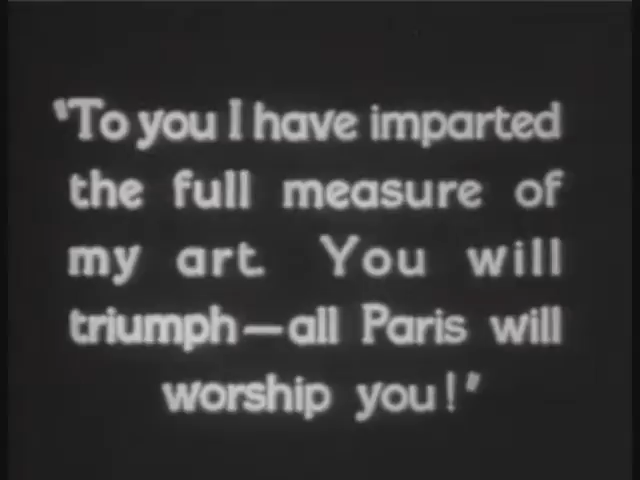 "To you I have imparted
the full measure of
my art. You will
triumph—all Paris will
worship you!"